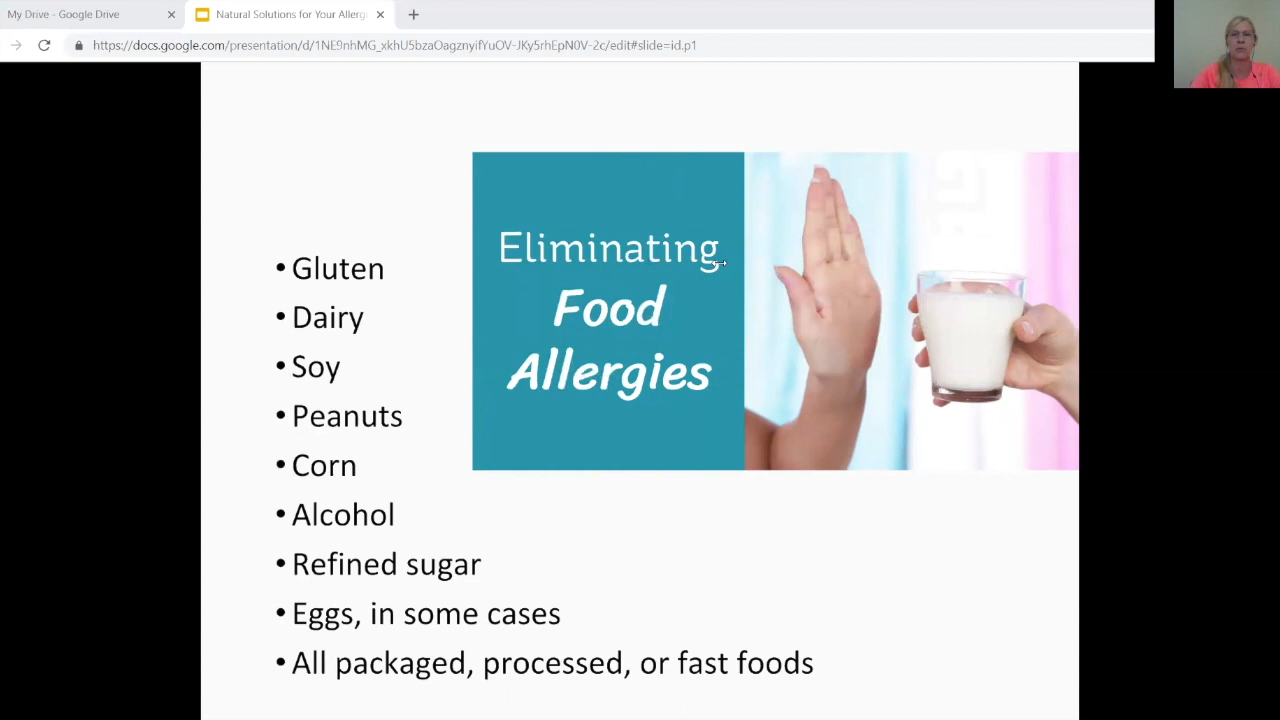 My Drive - Google Drive
Natural Solutions for Your Allerg
https://docs.google.com/presentation/d/1NE9nhMG_xkhU5bzaOagznyifYuOV-JKy5rhEpN0V-2c/edit#slide=id.p1
Eliminating
Food
Allergies
• Gluten
• Dairy
• Soy
• Peanuts
• Corn
• Alcohol
• Refined sugar
• Eggs, in some cases
• All packaged, processed, or fast foods